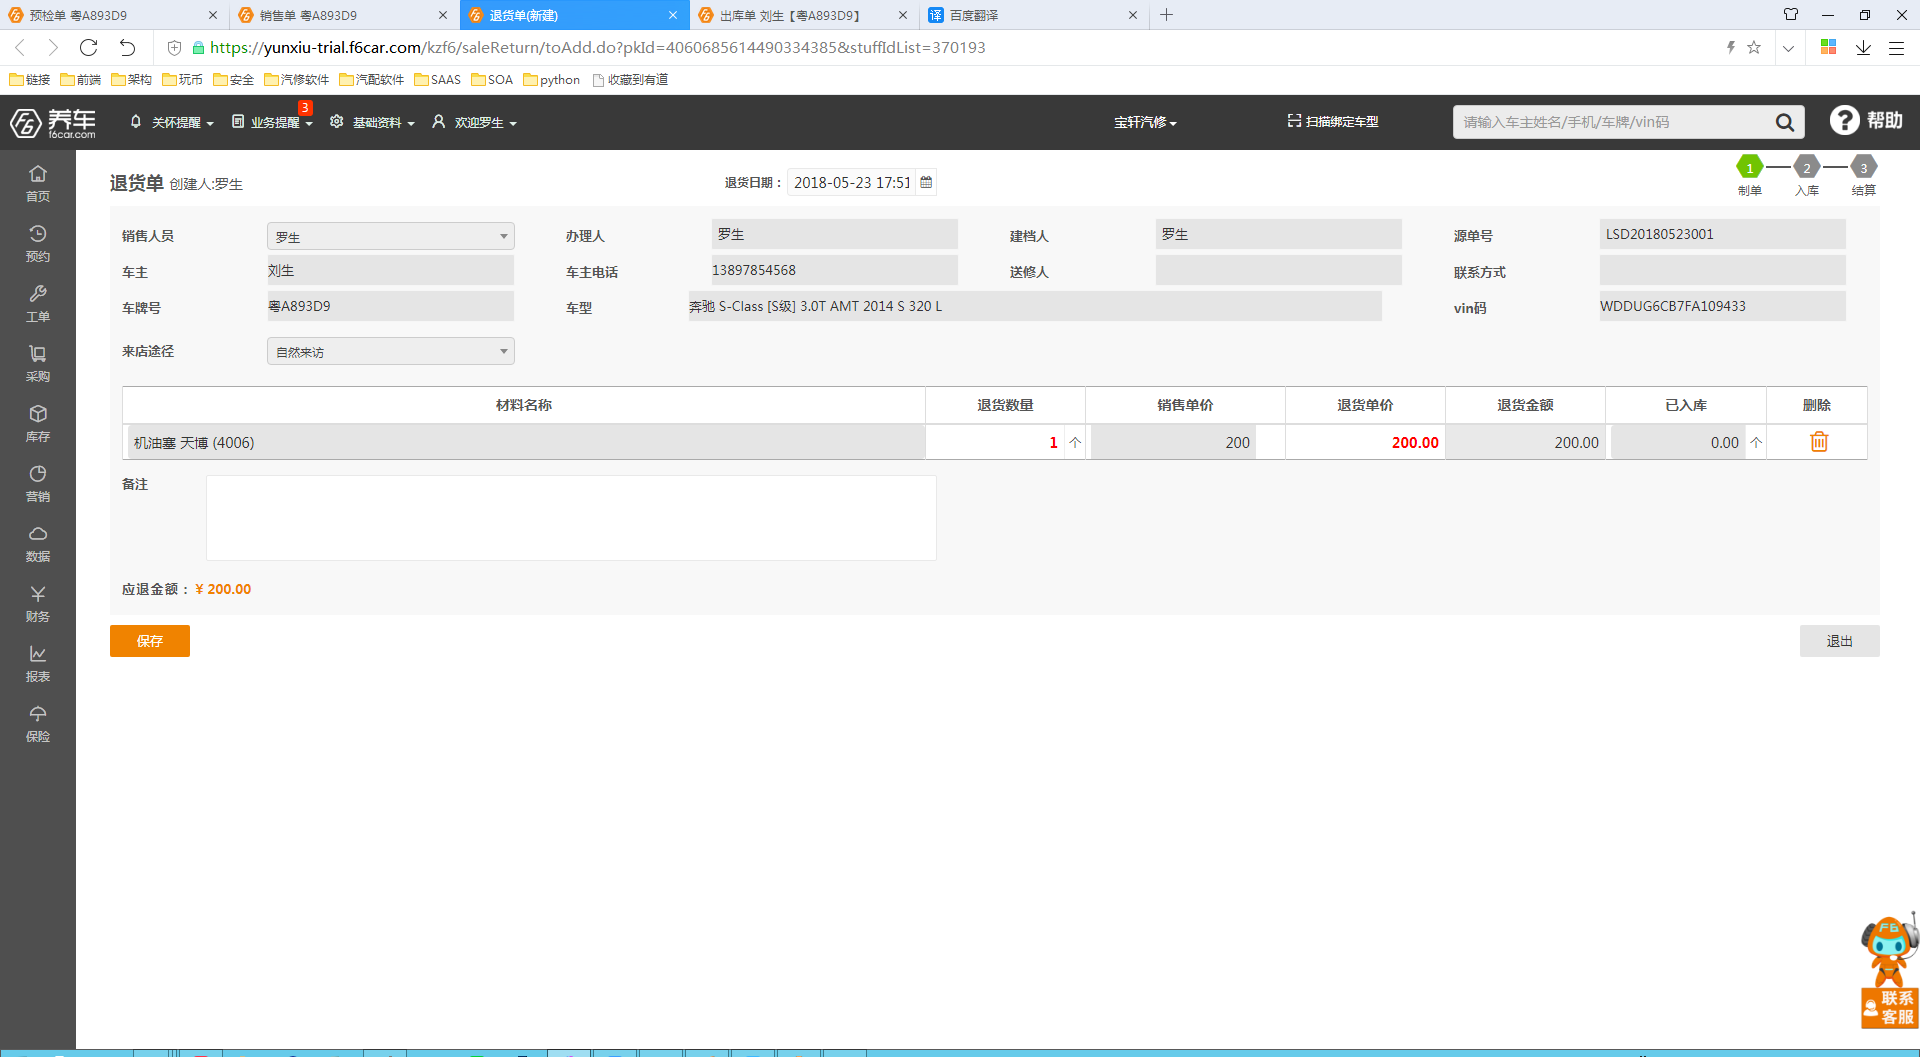 预检单 粤A893D9
销售单 粤A893D9
退货单(新建)
出库单 刘生【粤A893D9】
译 百度翻译
https://yunxiu-trial.f6car.com/kzf6/saleReturn/toAdd.do?pkId=4060685614490334385&stuffIdList=370193
链接 前端 架构 玩币 安全 汽修软件 汽配软件 SAAS SOA python 收藏到有道
养车 f6car.com
关怀提醒 业务提醒 3 基础资料 欢迎罗生 宝轩汽修 扫描绑定车型 请输入车主姓名/手机/车牌/vin码 ? 帮助
首页
预约
工单
采购
库存
营销
数据
财务
报表
保险
退货单 创建人:罗生 退货日期： 2018-05-23 17:51
1 2 3
制单 入库 结算
销售人员 罗生 办理人 罗生 建档人 罗生 源单号 LSD20180523001
车主 刘生 车主电话 13897854568 送修人 联系方式
车牌号 粤A893D9 车型 奔驰 S-Class [S级] 3.0T AMT 2014 S 320 L vin码 WDDUG6CB7FA109433
来店途径 自然来访
材料名称 退货数量 销售单价 退货单价 退货金额 已入库 删除
机油塞 天博 (4006) 1 个 200 200.00 200.00 0.00 个
备注
应退金额： ¥ 200.00
保存 退出
F6
联系
客服